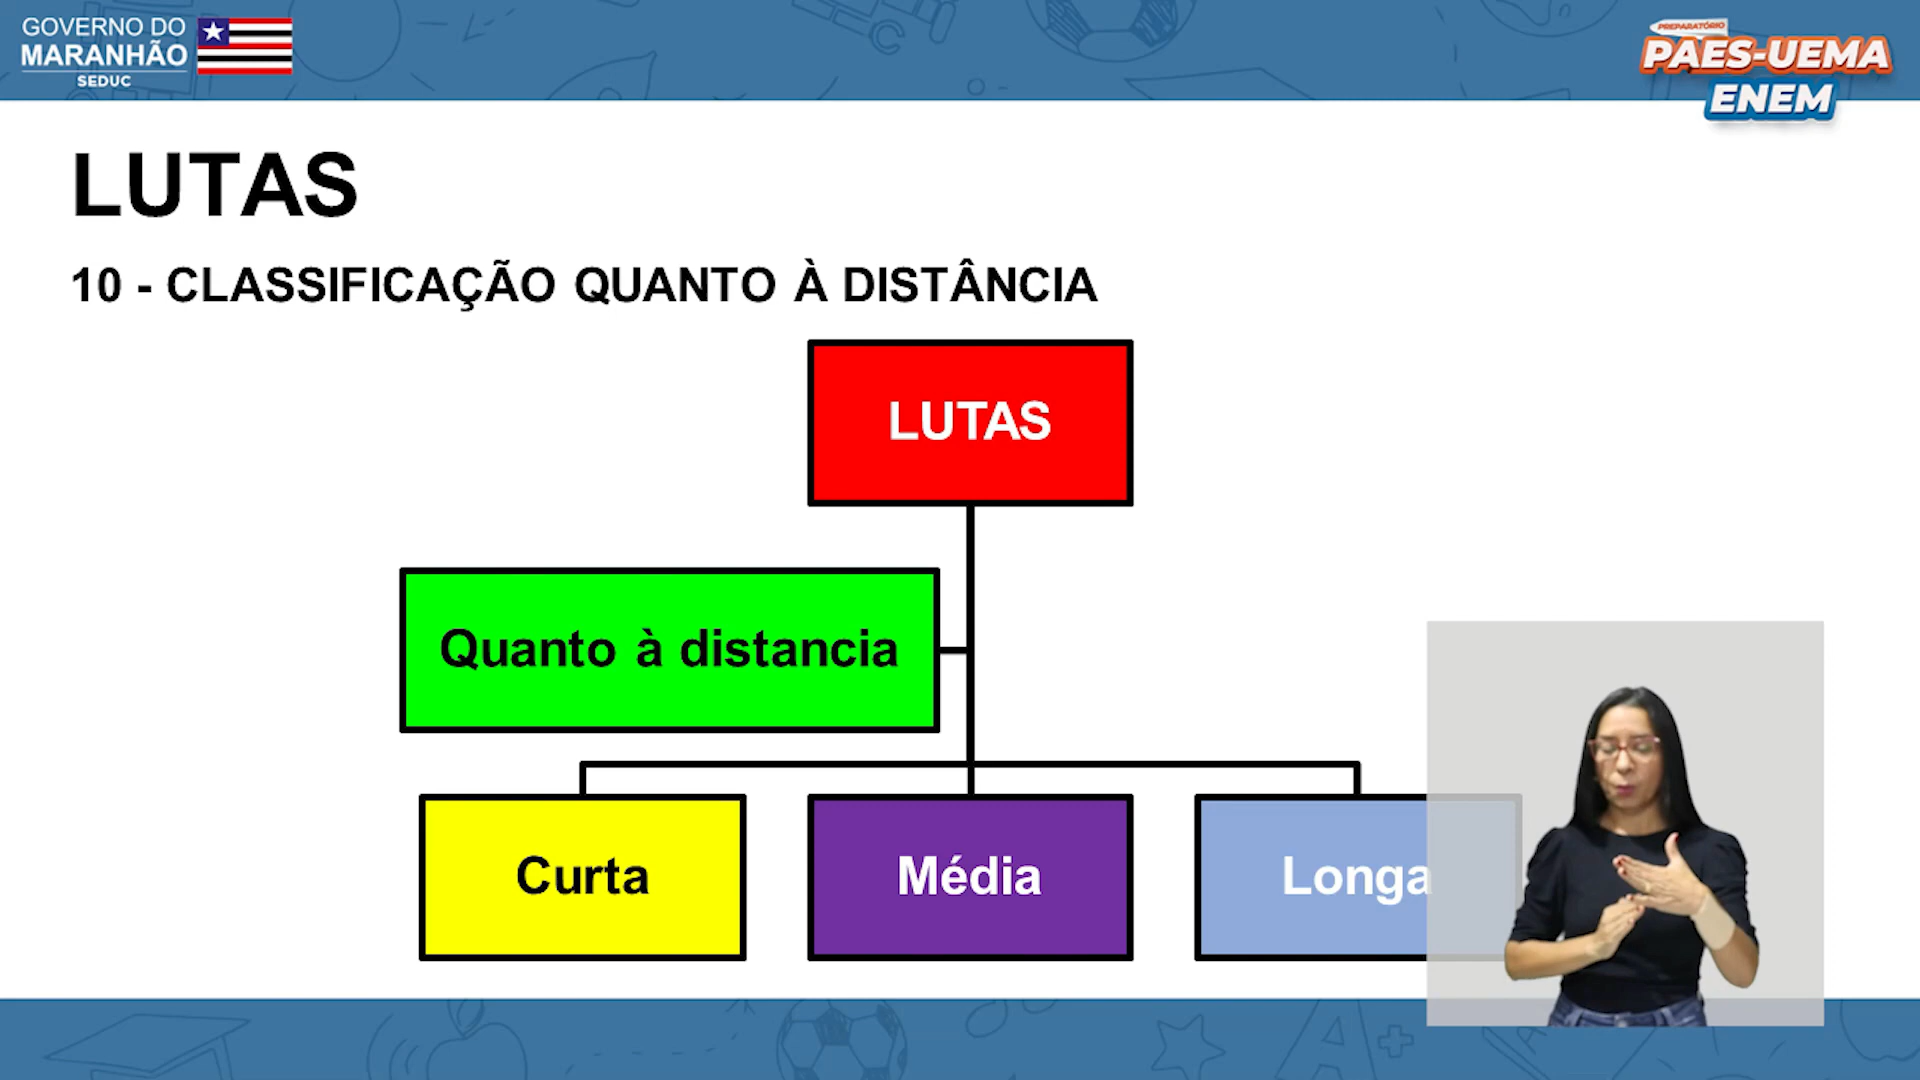 GOVERNO DO
MARANHÃO
SEDUC
PREPARATÓRIO
PAES-UEMA
ENEM
LUTAS
10 - CLASSIFICAÇÃO QUANTO À DISTÂNCIA
LUTAS
Quanto à distancia
Curta
Média
Longa